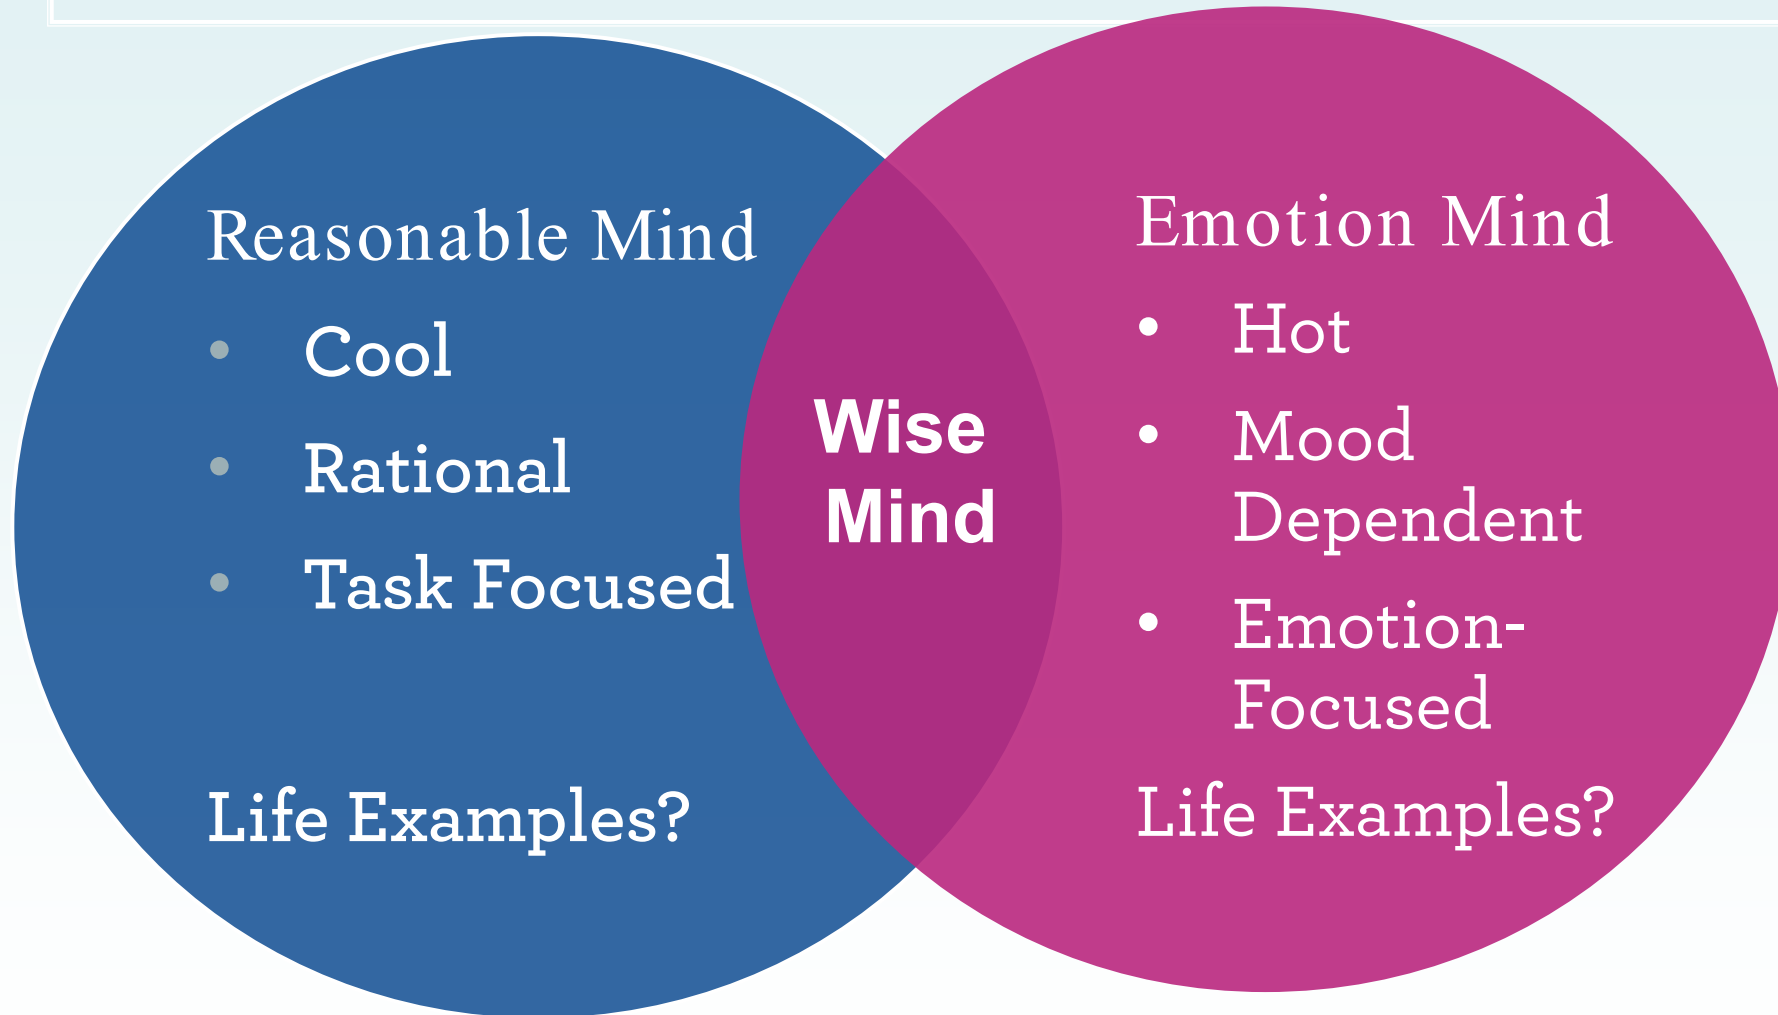 Reasonable Mind
• Cool
• Rational
• Task Focused
Life Examples?
Wise
Mind
Emotion Mind
• Hot
• Mood
Dependent
• Emotion-
Focused
Life Examples?